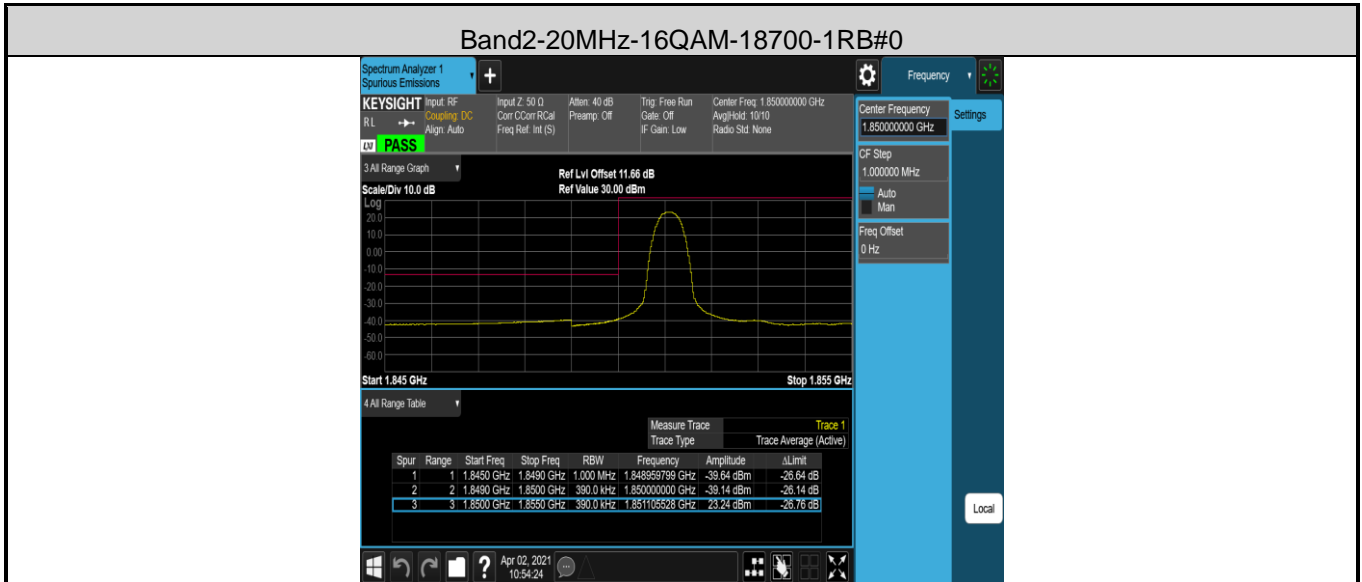 Band2-20MHz-16QAM-18700-1RB#0
Spectrum Analyzer 1
Spurious Emissions
+
Frequency
KEYSIGHT Input: RF Input Z: 50 Ω Atten: 40 dB Trig: Free Run Center Freq: 1.850000000 GHz
R L Coupling: DC Corr CCorr RCal Preamp: Off Gate: Off Avg|Hold: 10/10
Align: Auto Freq Ref: Int (S) IF Gain: Low Radio Std: None
LXI PASS
Center Frequency
1.850000000 GHz
Settings
CF Step
1.000000 MHz
Auto
Man
Freq Offset
0 Hz
3 All Range Graph
Ref Lvl Offset 11.66 dB
Scale/Div 10.0 dB Ref Value 30.00 dBm
Log
20.0
10.0
0.00
-10.0
-20.0
-30.0
-40.0
-50.0
-60.0
Start 1.845 GHz Stop 1.855 GHz
4 All Range Table
Measure Trace Trace 1
Trace Type Trace Average (Active)
Spur Range Start Freq Stop Freq RBW Frequency Amplitude ΔLimit
1 1 1.8450 GHz 1.8490 GHz 1.000 MHz 1.848959799 GHz -39.64 dBm -26.64 dB
2 2 1.8490 GHz 1.8500 GHz 390.0 kHz 1.850000000 GHz -39.14 dBm -26.14 dB
3 3 1.8500 GHz 1.8550 GHz 390.0 kHz 1.851105528 GHz 23.24 dBm -26.76 dB
Local
? Apr 02, 2021
10:54:24